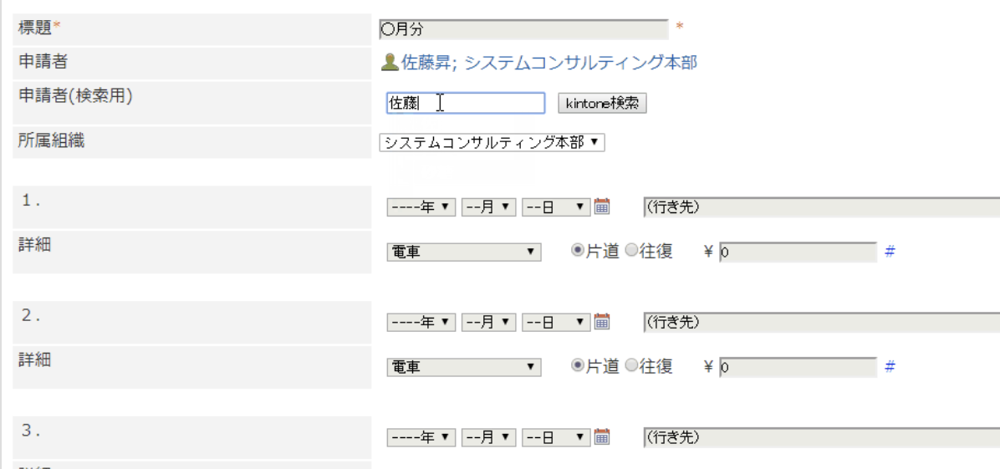 標題* 〇月分 *
申請者 佐藤昇; システムコンサルティング本部
申請者(検索用) 佐藤 kintone検索
所属組織 システムコンサルティング本部▼
1. ----年▼ --月▼ --日▼ (行き先)
詳細 電車▼ 片道 往復 ¥ 0 #
2. ----年▼ --月▼ --日▼ (行き先)
詳細 電車▼ 片道 往復 ¥ 0 #
3. ----年▼ --月▼ --日▼ (行き先)